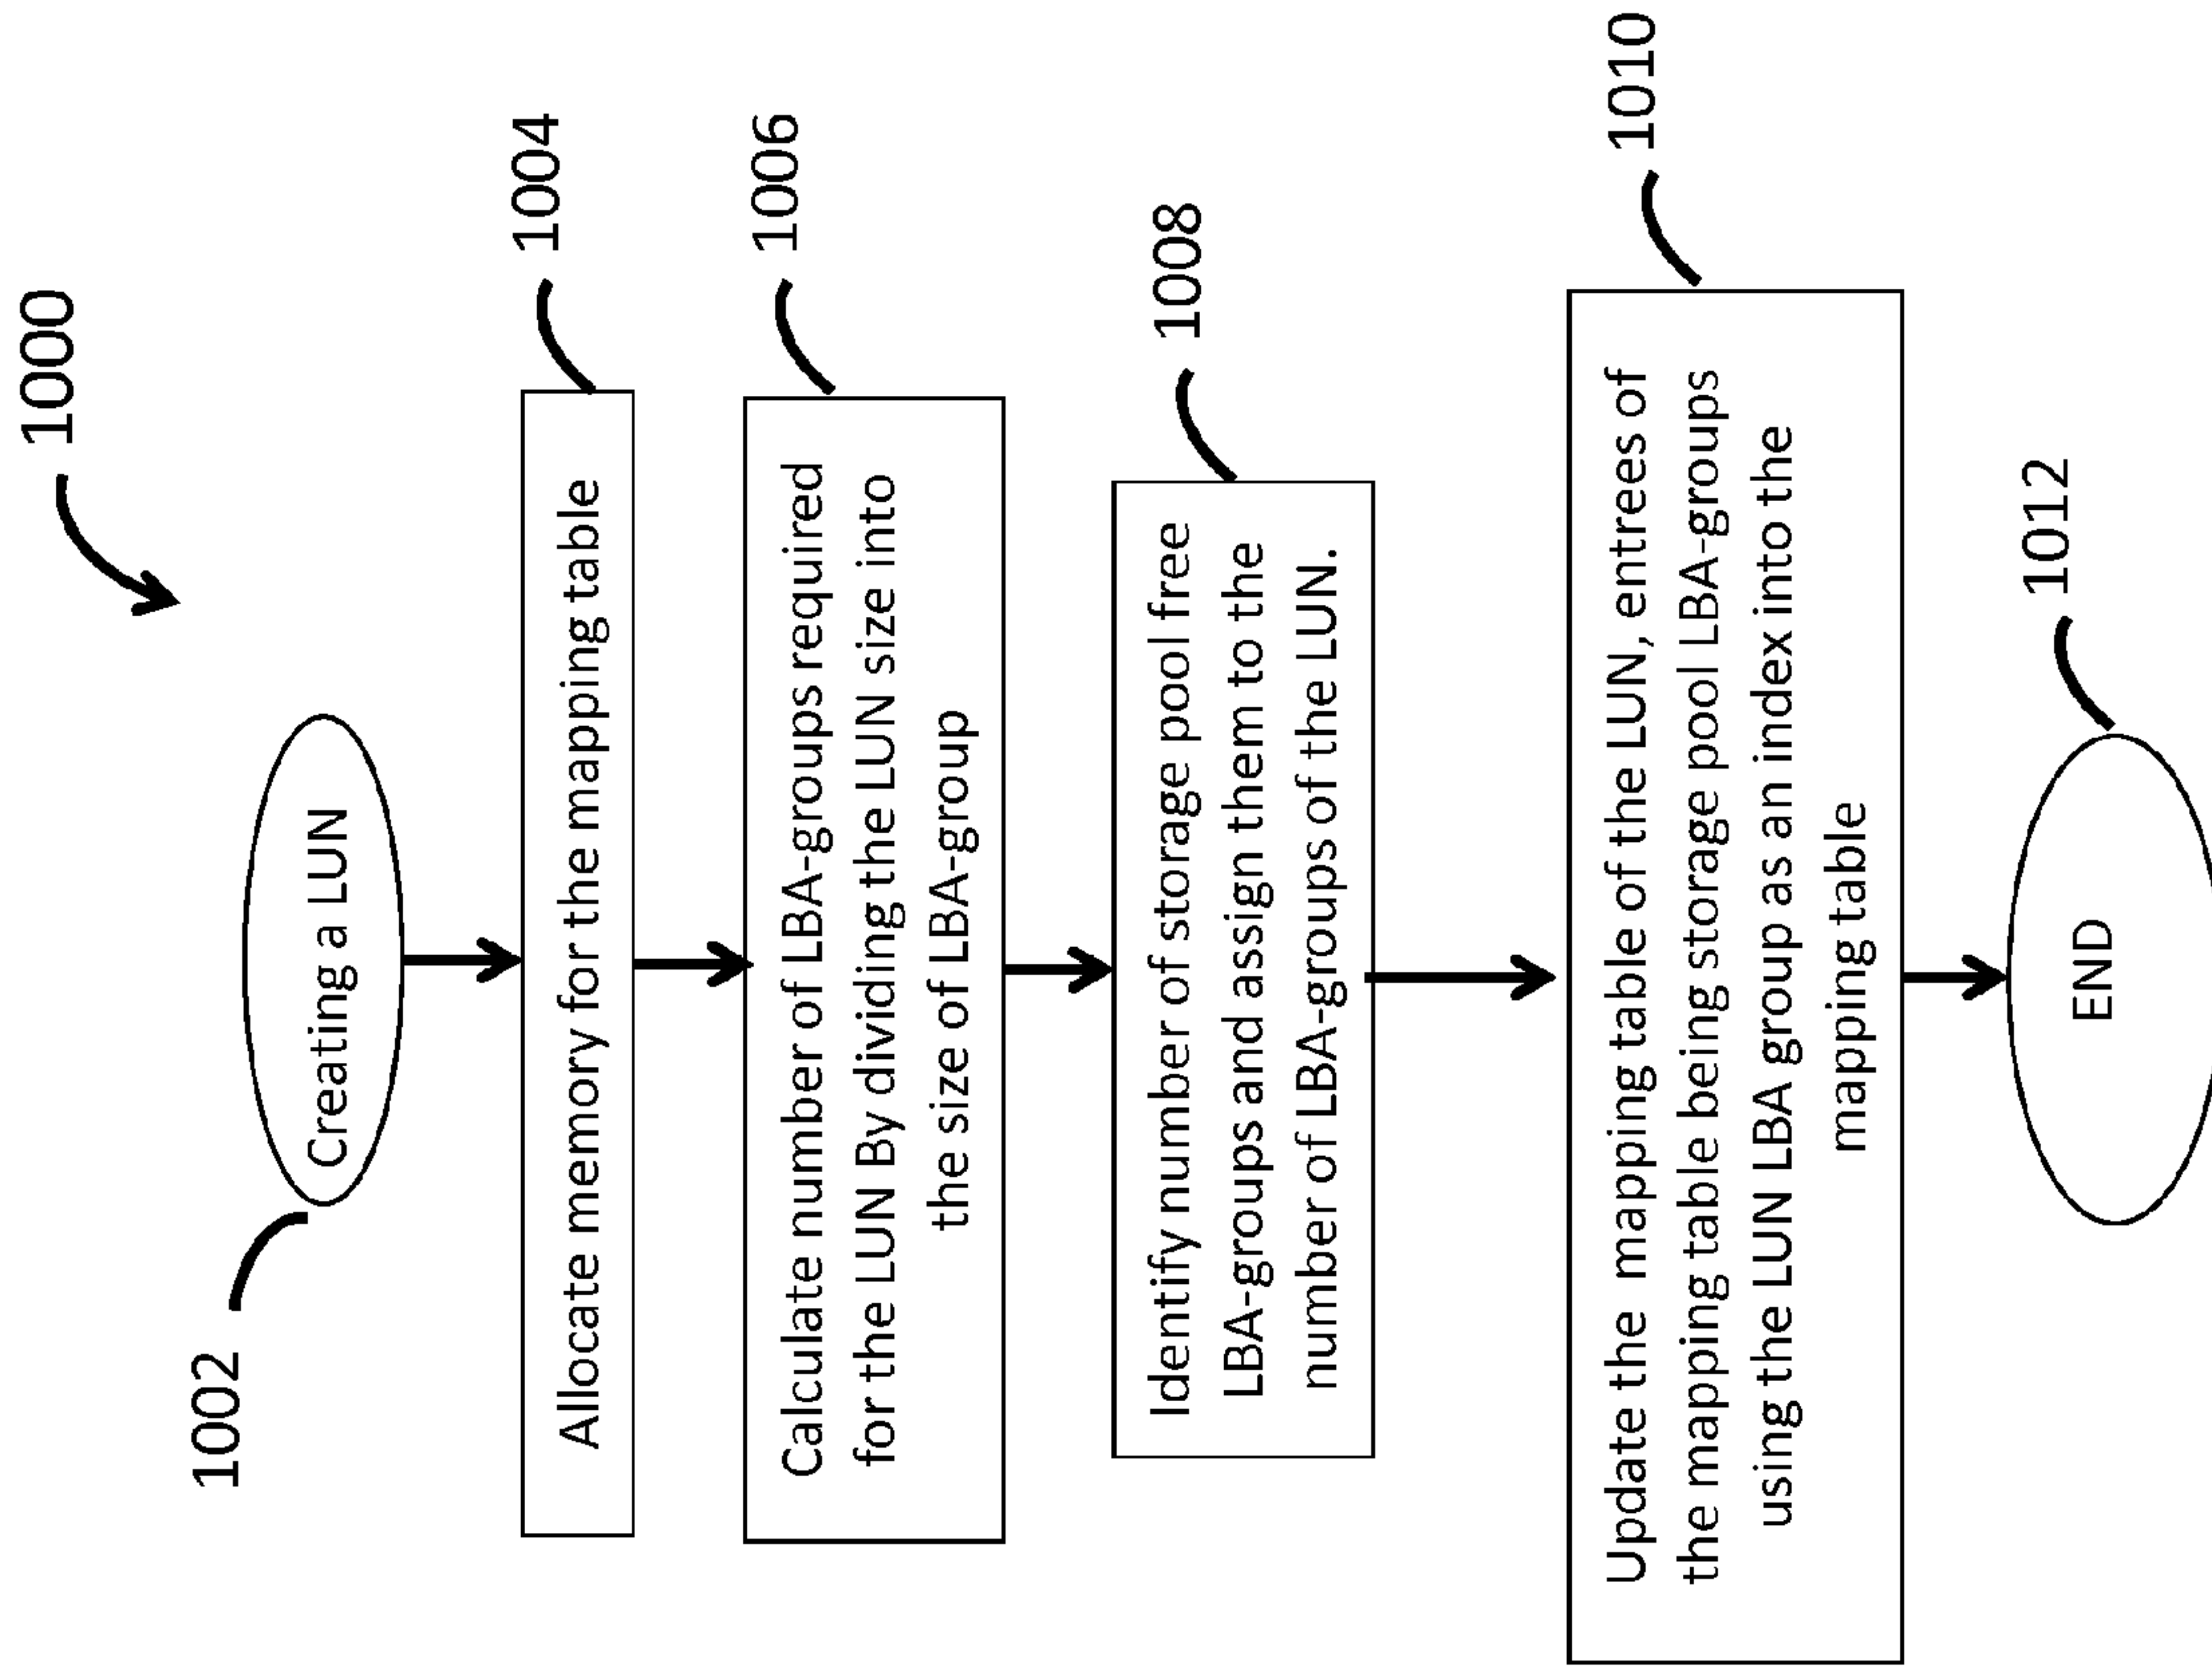 1000
1002
Creating a LUN
1004
Allocate memory for the mapping table
1006
Calculate number of LBA-groups required
for the LUN By dividing the LUN size into
the size of LBA-group
1008
Identify number of storage pool free
LBA-groups and assign them to the
number of LBA-groups of the LUN.
1010
Update the mapping table of the LUN, entrees of
the mapping table being storage pool LBA-groups
using the LUN LBA group as an index into the
mapping table
1012
END